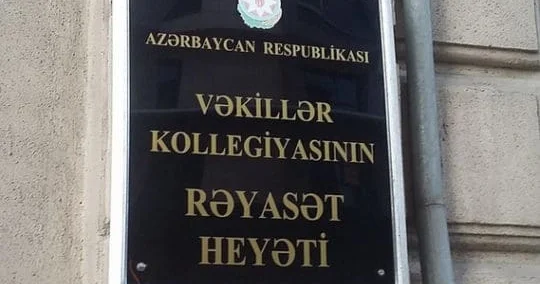 AZƏRBAYCAN RESPUBLİKASI
VƏKİLLƏR
KOLLEGİYASININ
RƏYASƏT
HEYƏTİ